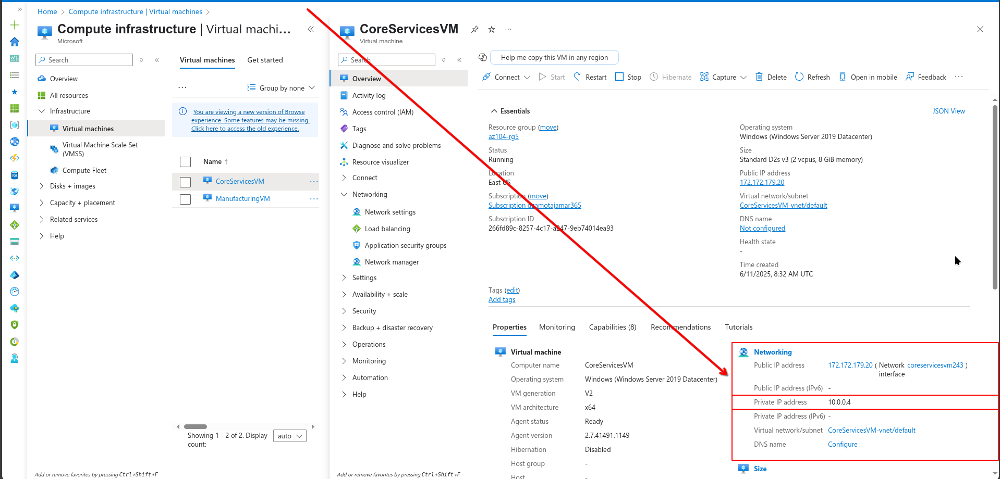 Home > Compute infrastructure | Virtual machines >
Compute infrastructure | Virtual machi...
Microsoft
Search
Overview
All resources
Infrastructure
Virtual machines
Virtual Machine Scale Set
(VMSS)
Compute Fleet
Disks + images
Capacity + placement
Related services
Help
Add or remove favorites by pressing Ctrl+Shift+F
Virtual machines
Get started
...
Group by none
You are viewing a new version of Browse
experience. Some features may be missing.
Click here to access the old experience.
Name ↑
CoreServicesVM ...
ManufacturingVM ...
Showing 1 - 2 of 2. Display
count:
auto
CoreServicesVM
Virtual machine
Search
Overview
Activity log
Access control (IAM)
Tags
Diagnose and solve problems
Resource visualizer
Connect
Networking
Network settings
Load balancing
Application security groups
Network manager
Settings
Availability + scale
Security
Backup + disaster recovery
Operations
Monitoring
Automation
Help
Add or remove favorites by pressing Ctrl+Shift+F
Help me copy this VM in any region
Connect
Start
Restart
Stop
Hibernate
Capture
Delete
Refresh
Open in mobile
Feedback
...
Essentials
JSON View
Resource group (move)
az104-rg5
Status
Running
Location
East US
Subscription (move)
Subscription dzamotajamar365
Subscription ID
266fd89c-8257-4c17-a247-9eb74014ea93
Operating system
Windows (Windows Server 2019 Datacenter)
Size
Standard D2s v3 (2 vcpus, 8 GiB memory)
Public IP address
172.172.179.20
Virtual network/subnet
CoreServicesVM-vnet/default
DNS name
Not configured
Health state
-
Time created
6/11/2025, 8:32 AM UTC
Tags (edit)
Add tags
Properties
Monitoring
Capabilities (8)
Recommendations
Tutorials
Virtual machine
Computer name CoreServicesVM
Operating system Windows (Windows Server 2019 Datacenter)
VM generation V2
VM architecture x64
Agent status Ready
Agent version 2.7.41491.1149
Hibernation Disabled
Host group -
Host -
Networking
Public IP address 172.172.179.20 ( Network coreservicesvm243 )
interface
Public IP address (IPv6) -
Private IP address 10.0.0.4
Private IP address (IPv6) -
Virtual network/subnet CoreServicesVM-vnet/default
DNS name Configure
Size